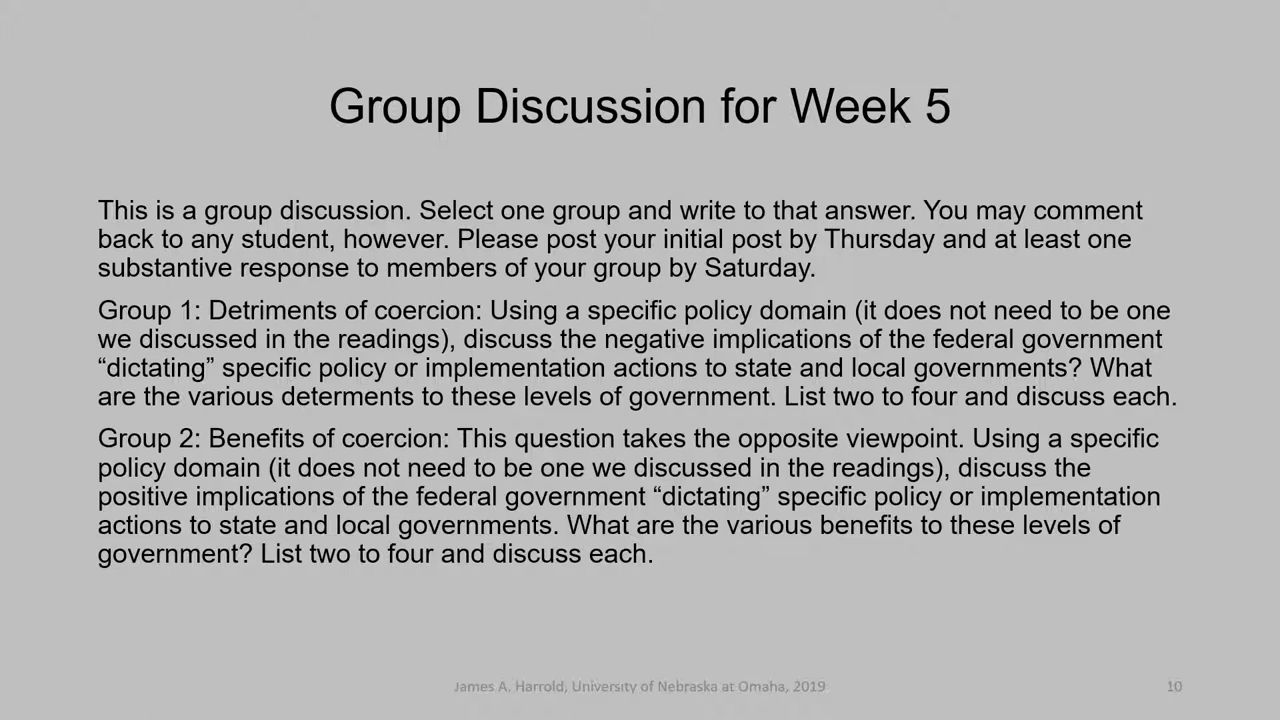 Group Discussion for Week 5
This is a group discussion. Select one group and write to that answer. You may comment
back to any student, however. Please post your initial post by Thursday and at least one
substantive response to members of your group by Saturday.
Group 1: Detriments of coercion: Using a specific policy domain (it does not need to be one
we discussed in the readings), discuss the negative implications of the federal government
“dictating” specific policy or implementation actions to state and local governments? What
are the various determents to these levels of government. List two to four and discuss each.
Group 2: Benefits of coercion: This question takes the opposite viewpoint. Using a specific
policy domain (it does not need to be one we discussed in the readings), discuss the
positive implications of the federal government “dictating” specific policy or implementation
actions to state and local governments. What are the various benefits to these levels of
government? List two to four and discuss each.
James A. Harrold, University of Nebraska at Omaha, 2019
10